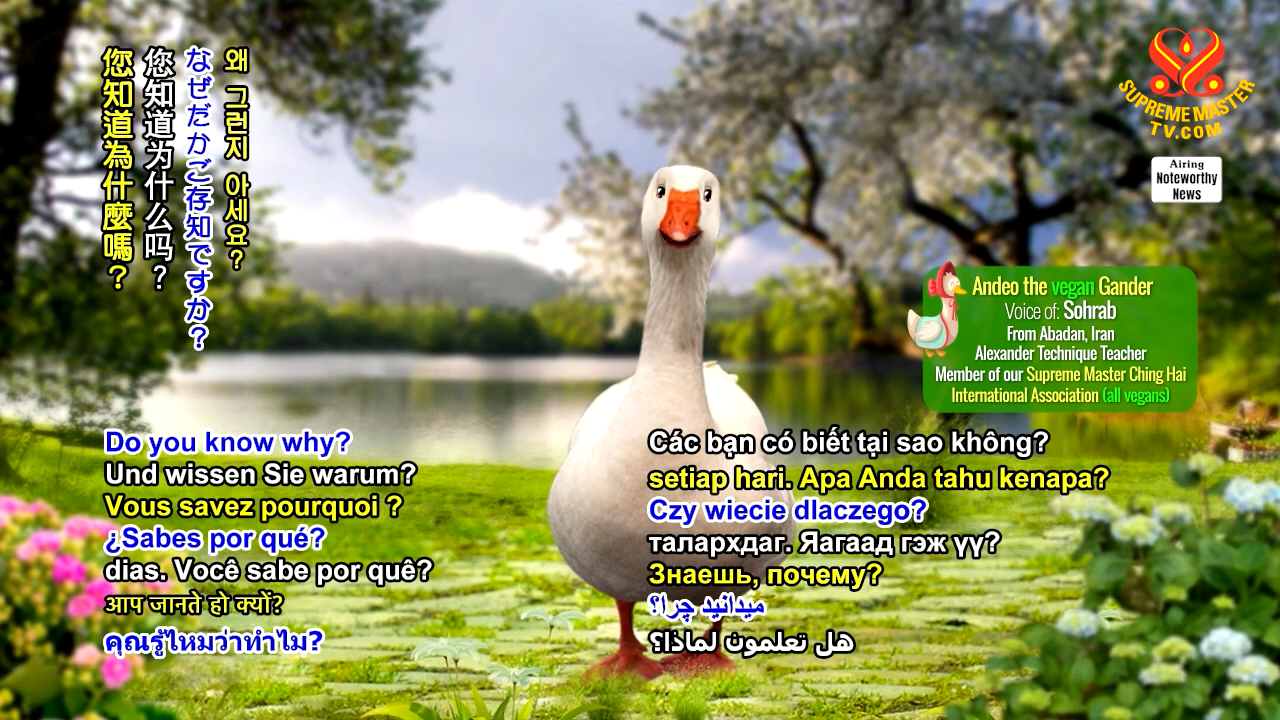 您知道為什麼嗎？
您知道为什么吗？
なぜだかご存知ですか？
왜 그런지 아세요?
SUPREME MASTER
TV.COM
Airing
Noteworthy
News
Andeo the vegan Gander
Voice of: Sohrab
From Abadan, Iran
Alexander Technique Teacher
Member of our Supreme Master Ching Hai
International Association (all vegans)
Do you know why?
Und wissen Sie warum?
Vous savez pourquoi ?
¿Sabes por qué?
dias. Você sabe por quê?
आप जानते हो क्यों?
คุณรู้ไหมว่าทำไม?
Các bạn có biết tại sao không?
setiap hari. Apa Anda tahu kenapa?
Czy wiecie dlaczego?
талархдаг. Яагаад гэж үү?
Знаешь, почему?
میدانید چرا؟
هل تعلمون لماذا؟